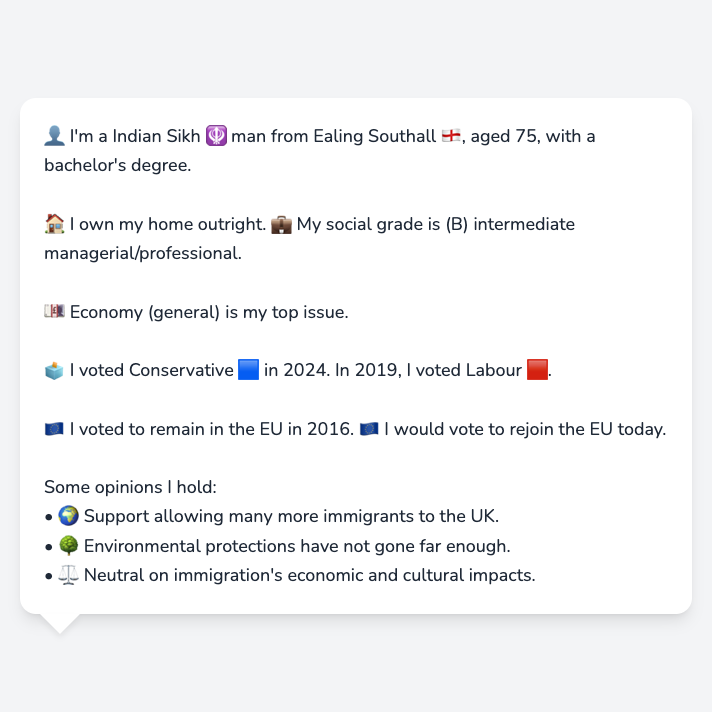 👤 I'm a Indian Sikh 🪯 man from Ealing Southall 🏴󠁧󠁢󠁥󠁮󠁧󠁿, aged 75, with a
bachelor's degree.
🏠 I own my home outright. 💼 My social grade is (B) intermediate
managerial/professional.
💷 Economy (general) is my top issue.
🗳️ I voted Conservative 🟦 in 2024. In 2019, I voted Labour 🟥.
🇪🇺 I voted to remain in the EU in 2016. 🇪🇺 I would vote to rejoin the EU today.
Some opinions I hold:
• 🌍 Support allowing many more immigrants to the UK.
• 🌳 Environmental protections have not gone far enough.
• ⚖️ Neutral on immigration's economic and cultural impacts.